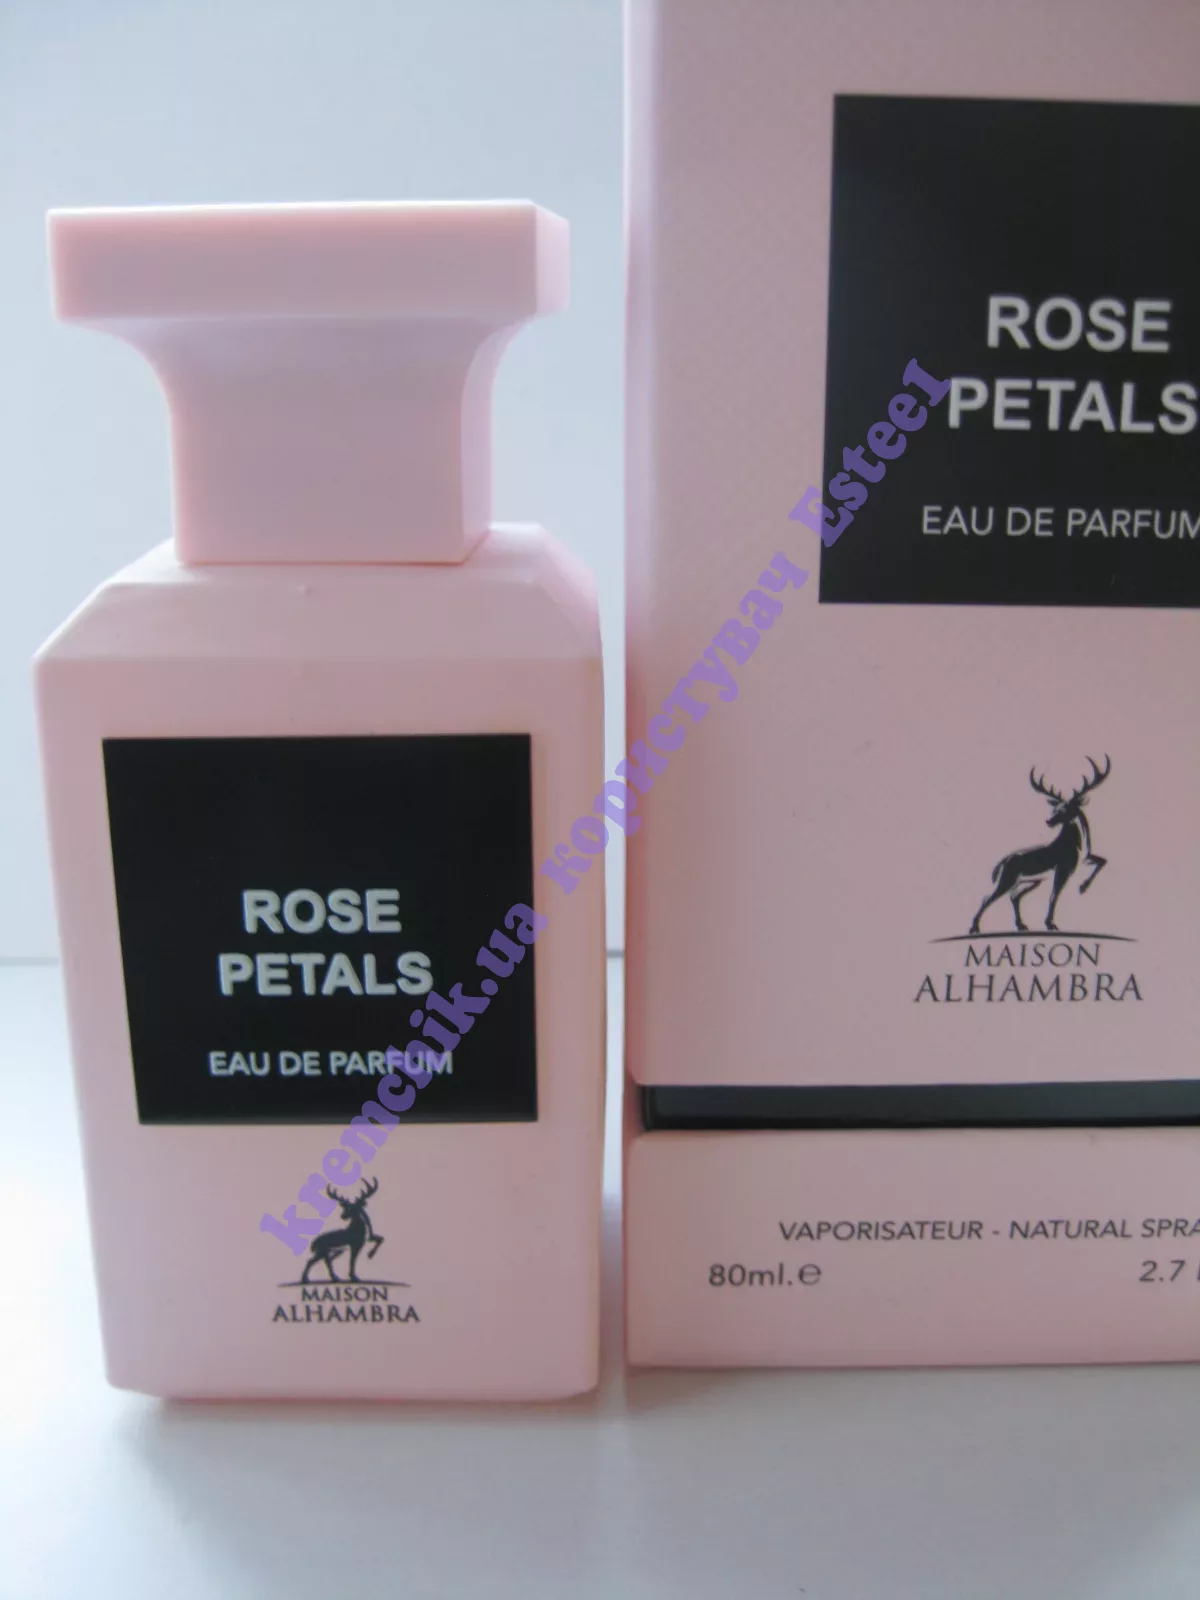 ROSE
PETALS
EAU DE PARFUM
MAISON
ALHAMBRA
ROSE
PETALS
EAU DE PARFUM
MAISON
ALHAMBRA
VAPORISATEUR - NATURAL SPRA
80ml.e
2.7
kremchik.ua користувач Estee1